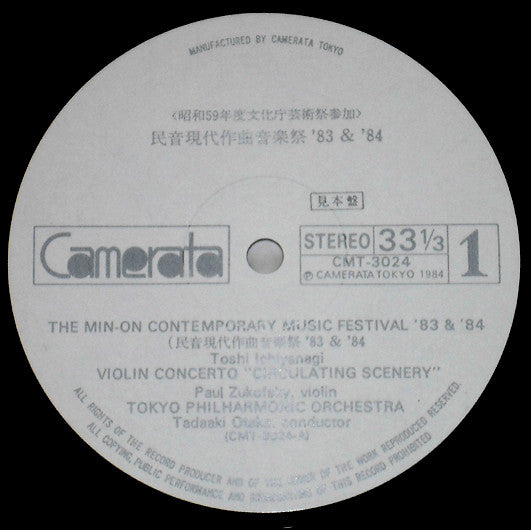 MANUFACTURED BY CAMERATA TOKYO
〈昭和59年度文化庁芸術祭参加〉
民音現代作曲音楽祭 '83 & '84
見本盤
Camerata
STEREO 33 1/3 1
CMT-3024
℗ CAMERATA TOKYO 1984
THE MIN-ON CONTEMPORARY MUSIC FESTIVAL '83 & '84
(民音現代作曲音楽祭 '83 & '84
Toshi Ichiyanagi
VIOLIN CONCERTO "CIRCULATING SCENERY"
Paul Zukofsky, violin
TOKYO PHILHARMONIC ORCHESTRA
Tadaaki Otaka, conductor
(CMT-3024-A)
ALL RIGHTS OF THE RECORD PRODUCER AND OF THE OWNER OF THE WORK REPRODUCED RESERVED.
ALL COPYING, PUBLIC PERFORMANCE AND BROADCASTING OF THIS RECORD PROHIBITED